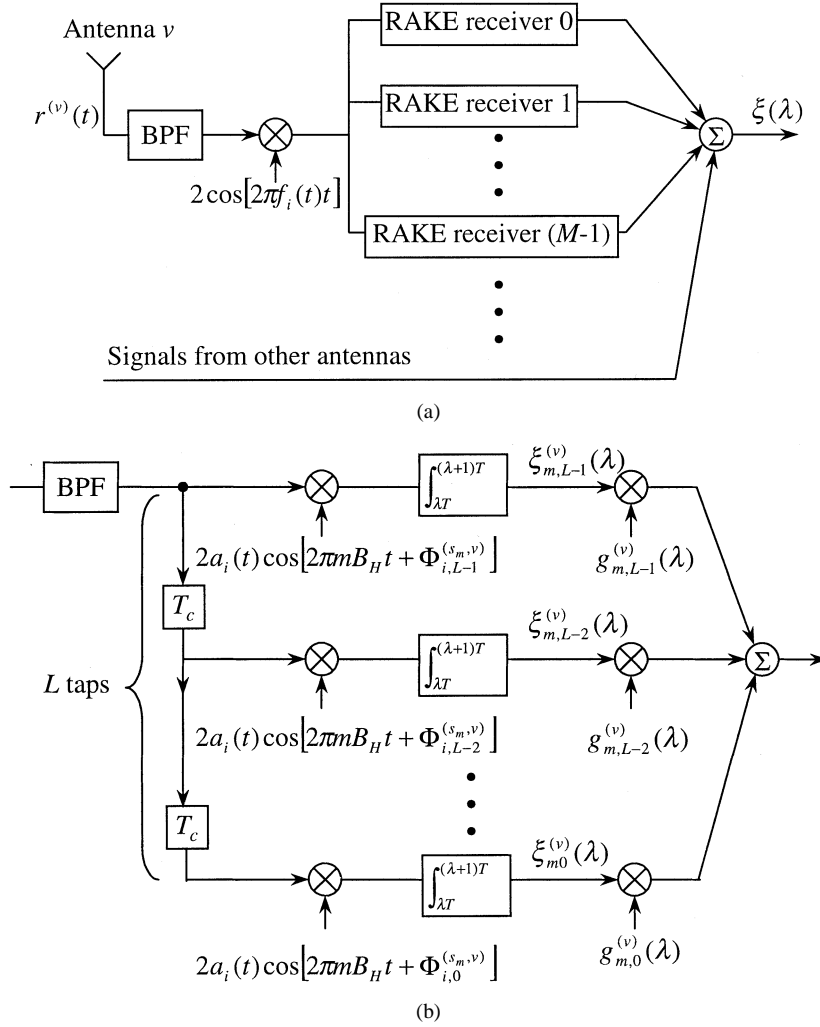 Antenna v
RAKE receiver 0
r^{(v)}(t)
BPF
RAKE receiver 1
ξ(λ)
Σ
2cos[2πf_i(t)t]
RAKE receiver (M-1)
Signals from other antennas
(a)
BPF
∫_{λT}^{(λ+1)T}
ξ_{m,L-1}^{(v)}(λ)
2a_i(t)cos[2πmB_H t + Φ_{i,L-1}^{(s_m,v)}]
g_{m,L-1}^{(v)}(λ)
T_c
∫_{λT}^{(λ+1)T}
ξ_{m,L-2}^{(v)}(λ)
Σ
L taps
2a_i(t)cos[2πmB_H t + Φ_{i,L-2}^{(s_m,v)}]
g_{m,L-2}^{(v)}(λ)
T_c
∫_{λT}^{(λ+1)T}
ξ_{m0}^{(v)}(λ)
2a_i(t)cos[2πmB_H t + Φ_{i,0}^{(s_m,v)}]
g_{m,0}^{(v)}(λ)
(b)